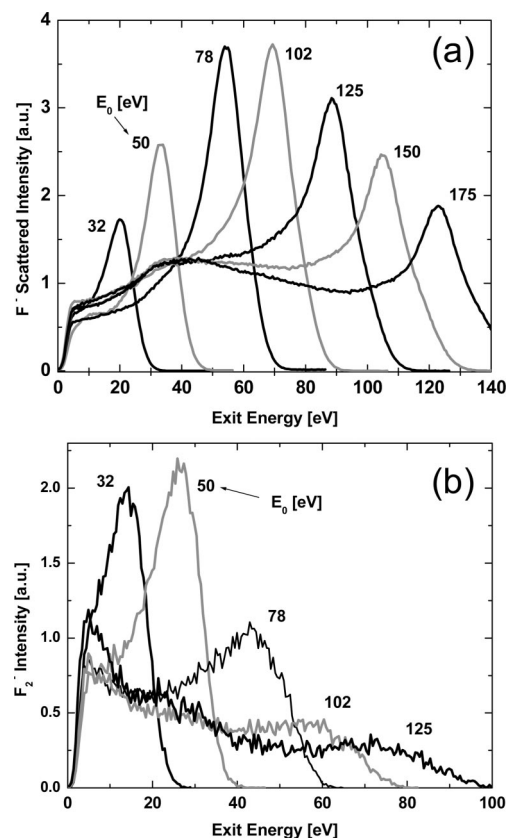 (a)
4
3
2
1
0
F⁻ Scattered Intensity [a.u.]
E₀ [eV]
32
50
78
102
125
150
175
0 20 40 60 80 100 120 140
Exit Energy [eV]
(b)
2.0
1.5
1.0
0.5
0.0
F₂⁻ Intensity [a.u.]
32
50
E₀ [eV]
78
102
125
0 20 40 60 80 100
Exit Energy [eV]